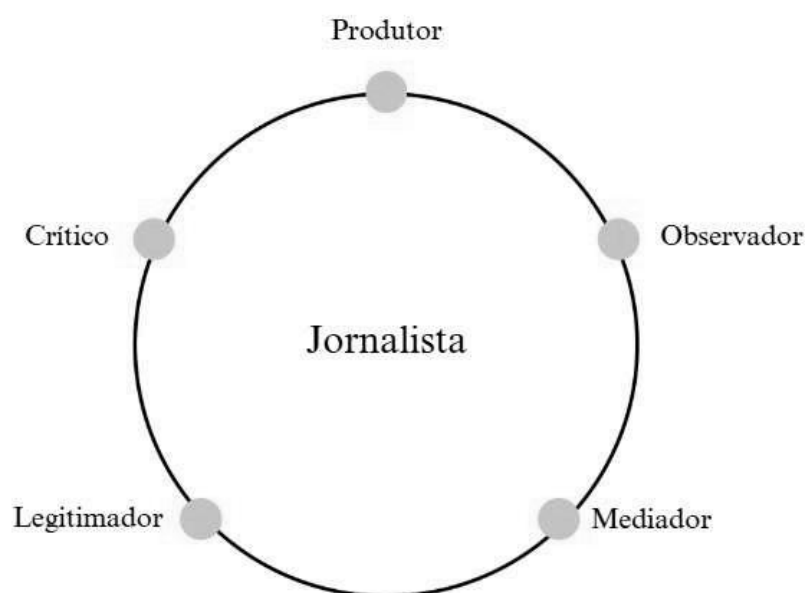 Produtor
Crítico
Observador
Jornalista
Legitimador
Mediador